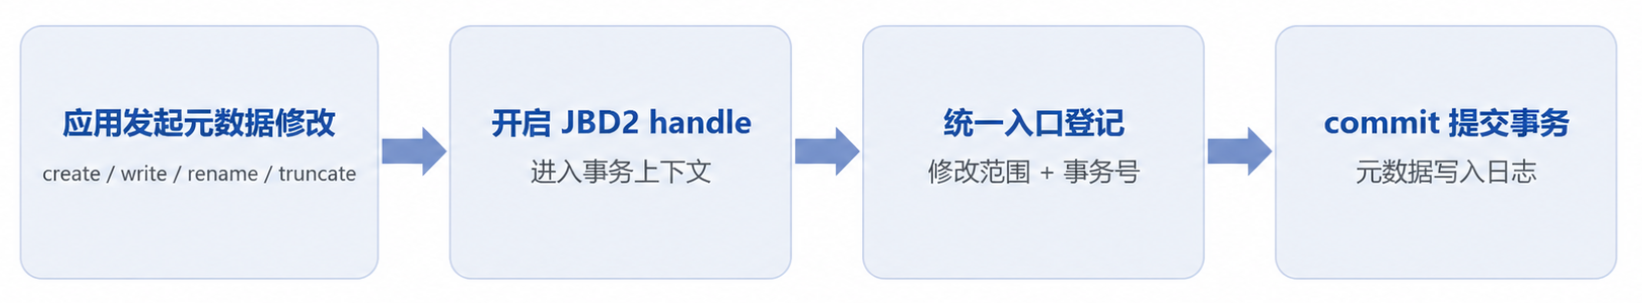 应用发起元数据修改
create / write / rename / truncate
开启 JBD2 handle
进入事务上下文
统一入口登记
修改范围 + 事务号
commit 提交事务
元数据写入日志